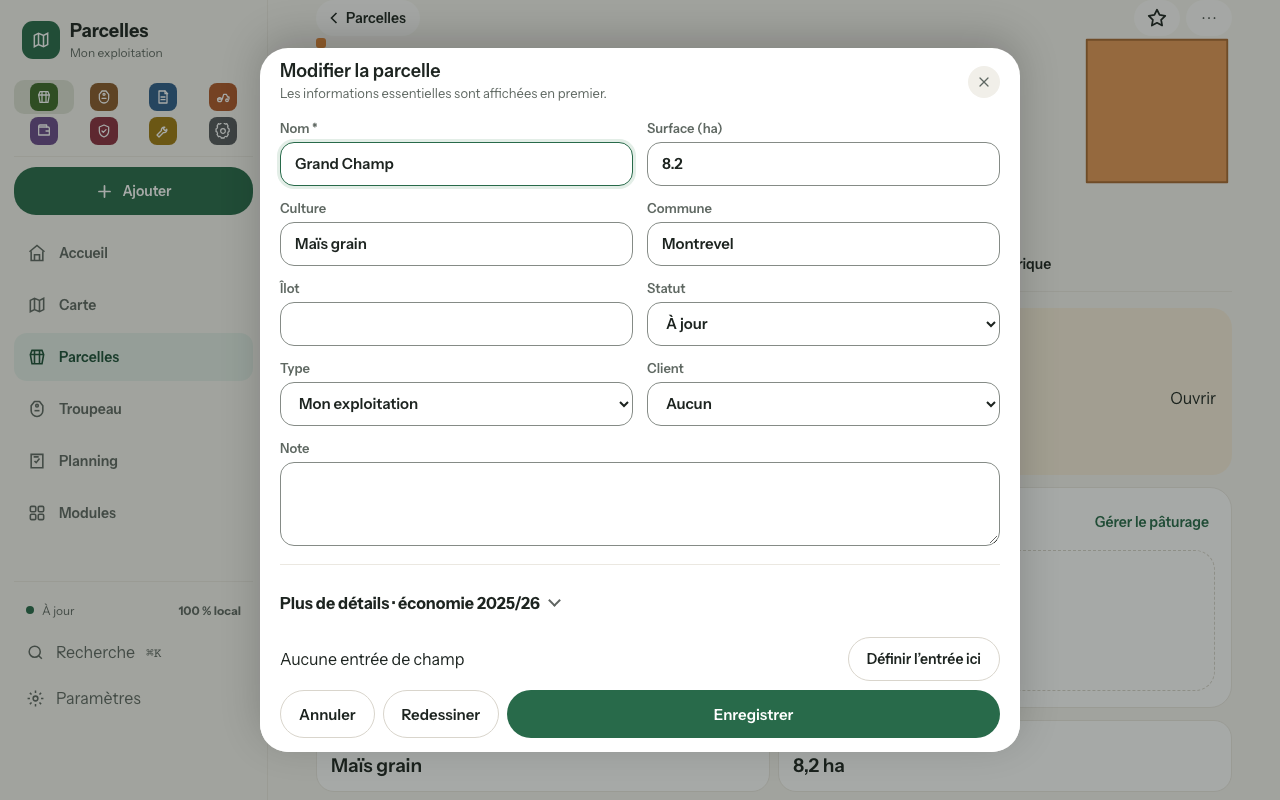 Parcelles
Mon exploitation
Ajouter
Accueil
Carte
Parcelles
Troupeau
Planning
Modules
À jour
100 % local
Recherche ⌘K
Paramètres
Parcelles
Modifier la parcelle
Les informations essentielles sont affichées en premier.
Nom *
Surface (ha)
Grand Champ
8.2
Culture
Commune
Maïs grain
Montrevel
Îlot
Statut
À jour
Type
Client
Mon exploitation
Aucun
Note
Plus de détails · économie 2025/26
Aucune entrée de champ
Définir l’entrée ici
Annuler
Redessiner
Enregistrer
rique
Ouvrir
Gérer le pâturage
Maïs grain
8,2 ha